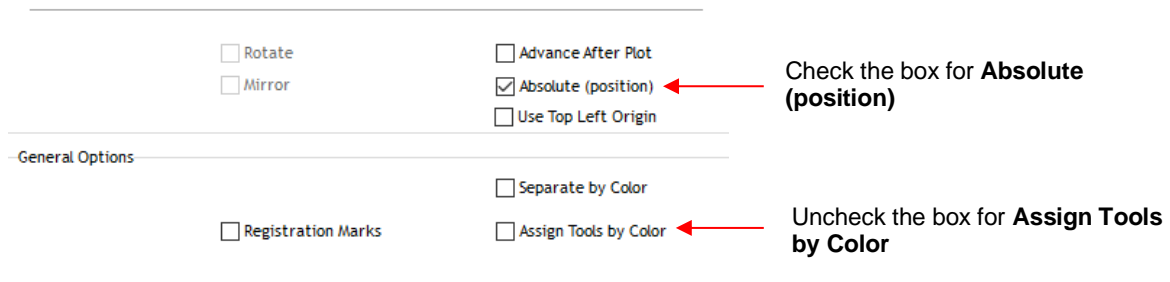 Rotate
Advance After Plot
Mirror
Absolute (position)
Check the box for Absolute
(position)
Use Top Left Origin
General Options
Separate by Color
Registration Marks
Assign Tools by Color
Uncheck the box for Assign Tools
by Color